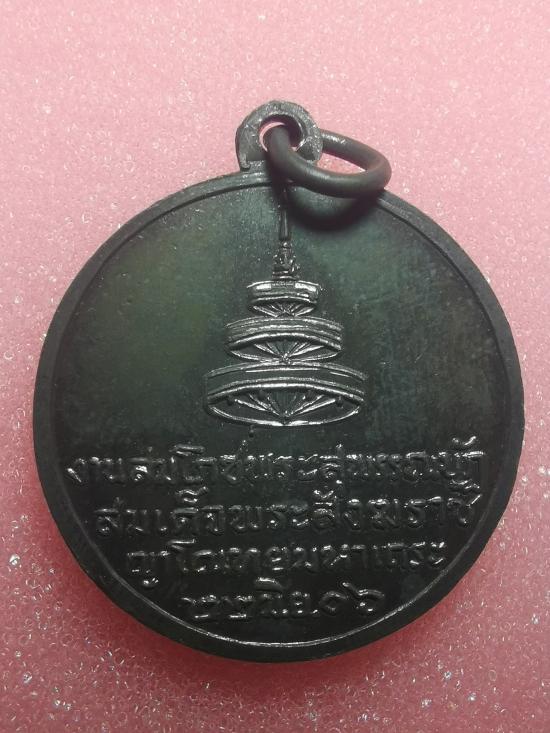 งานสมโภชพระสุพรรณบัฏ
สมเด็จพระสังฆราช
ญาโณทยมหาเถระ
๒๒ มิ.ย. ๐๖